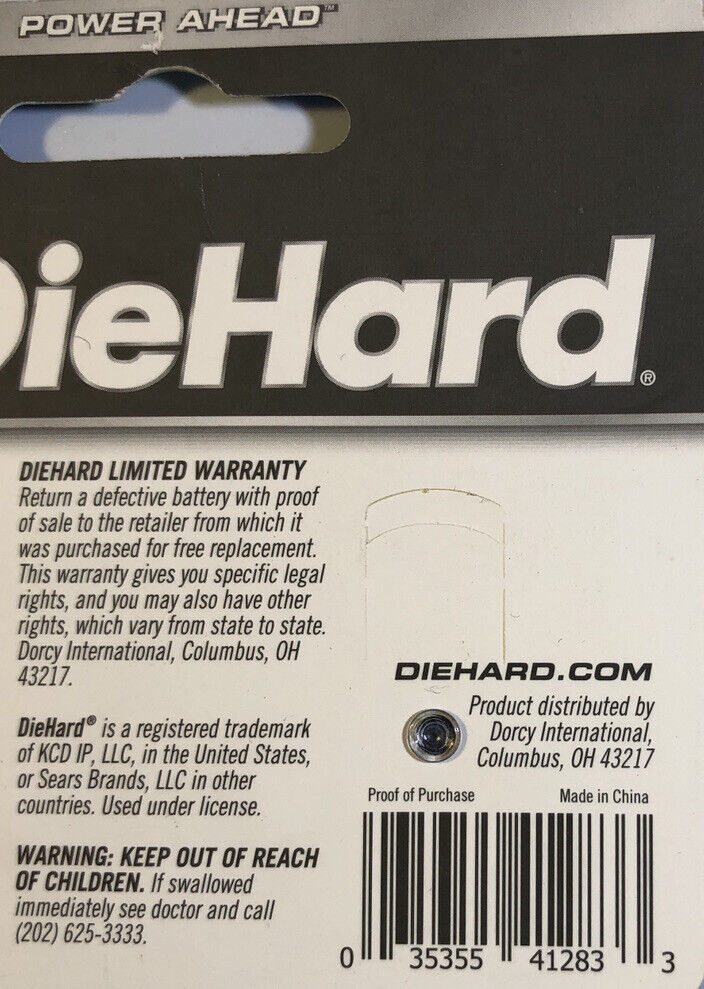 POWER AHEAD™
DieHard®
DIEHARD LIMITED WARRANTY
Return a defective battery with proof
of sale to the retailer from which it
was purchased for free replacement.
This warranty gives you specific legal
rights, and you may also have other
rights, which vary from state to state.
Dorcy International, Columbus, OH
43217.
DieHard® is a registered trademark
of KCD IP, LLC, in the United States,
or Sears Brands, LLC in other
countries. Used under license.
WARNING: KEEP OUT OF REACH
OF CHILDREN. If swallowed
immediately see doctor and call
(202) 625-3333.
DIEHARD.COM
Product distributed by
Dorcy International,
Columbus, OH 43217
Proof of Purchase Made in China
0 35355 41283 3